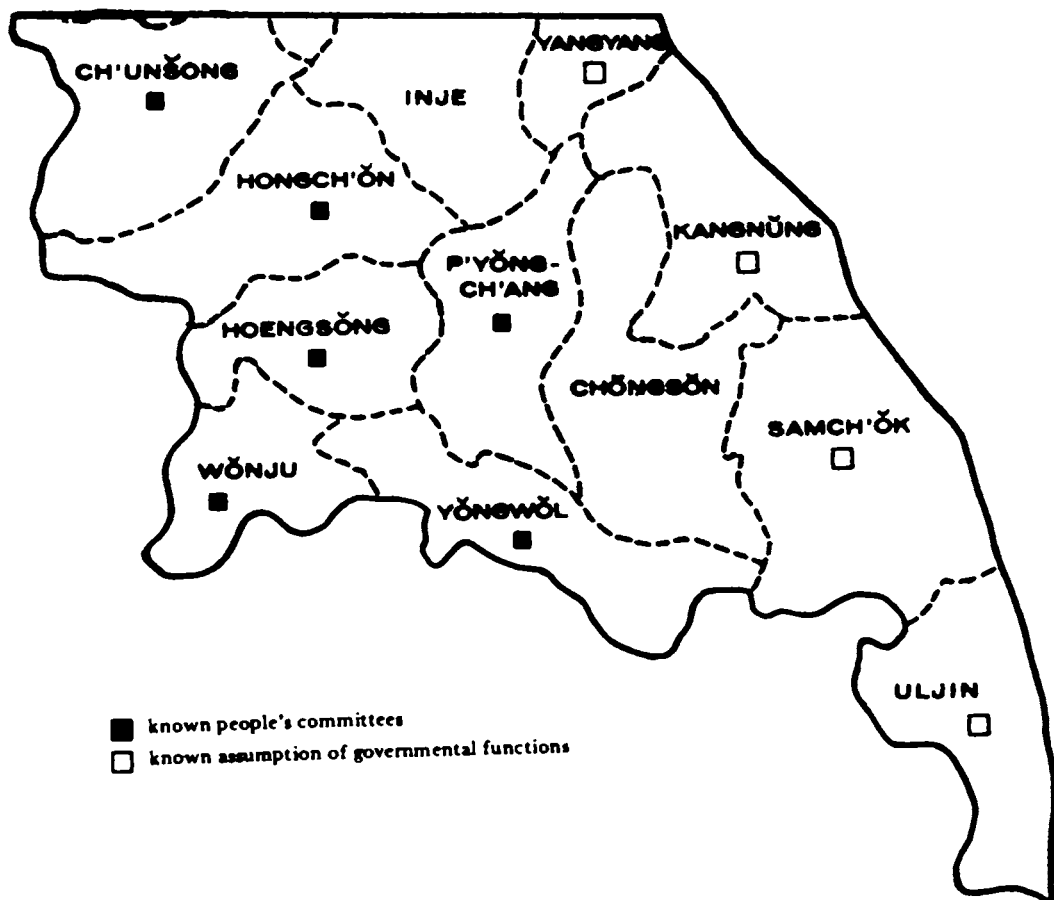 YANGYANG
CH'UNSŎNG
INJE
HONGCH'ŎN
KANGNŬNG
P'YŎNG-
CH'ANG
HOENGSŎNG
CHŎNGSŎN
SAMCH'ŎK
WŎNJU
YŎNGWŎL
ULJIN
known people's committees
known assumption of governmental functions